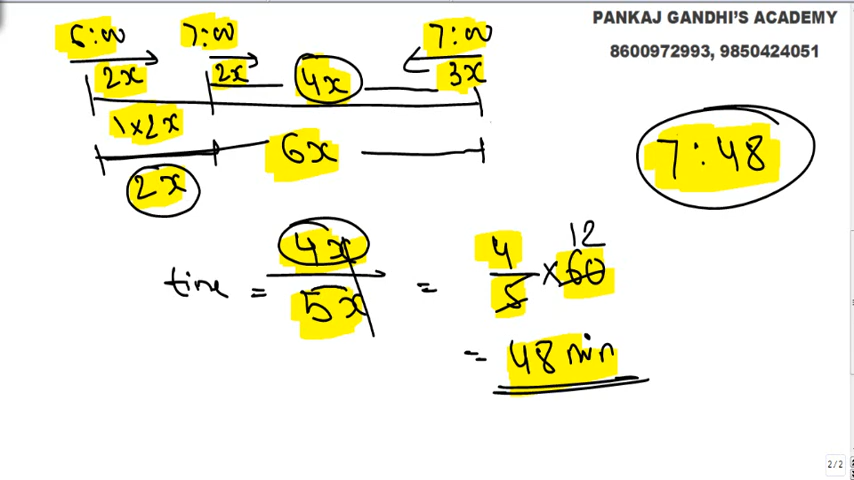 PANKAJ GANDHI'S ACADEMY
8600972993, 9850424051
6:00 7:00 7:00
2x 2x 4x 3x
1×2x
6x
2x
7:48
time = 4x / 5x = 4 / 5 × 60 12
= 48 min
2/2